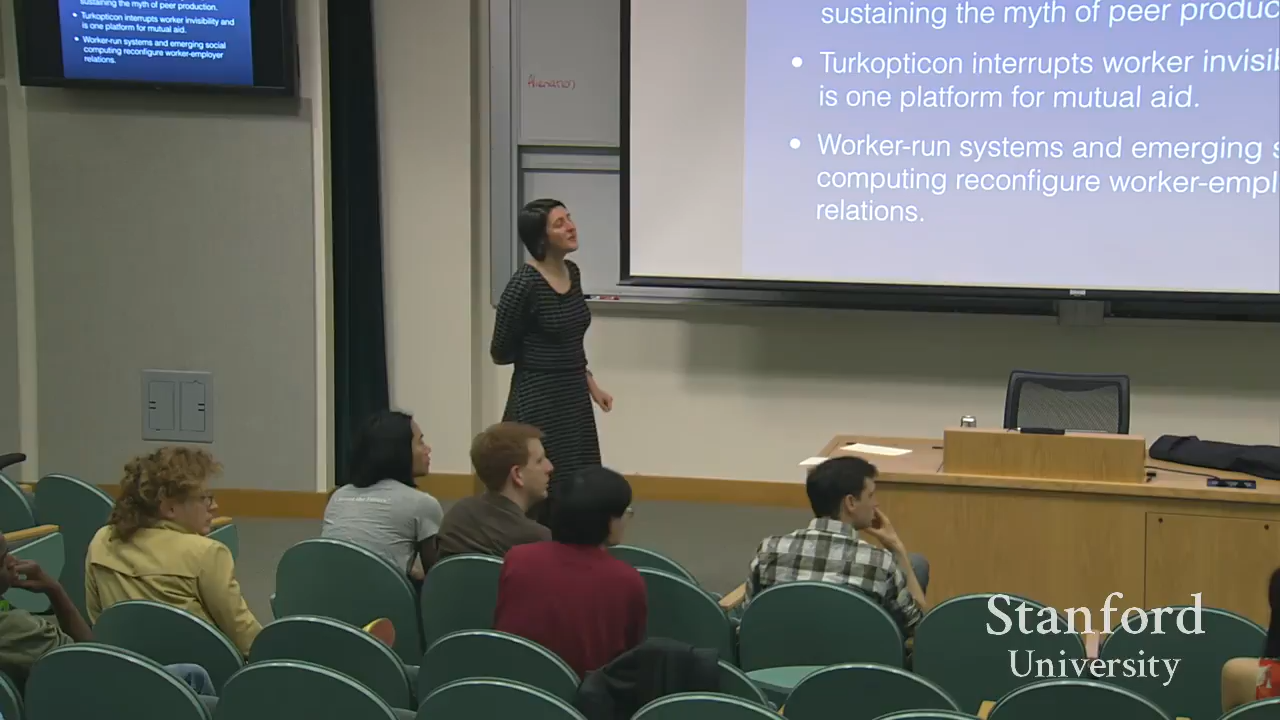 sustaining the myth of peer production.
Turkopticon interrupts worker invisibility and
is one platform for mutual aid.
Worker-run systems and emerging social
computing reconfigure worker-employer
relations.
Alienation
sustaining the myth of peer produc
• Turkopticon interrupts worker invisib
is one platform for mutual aid.
• Worker-run systems and emerging s
computing reconfigure worker-empl
relations.
Stanford
University